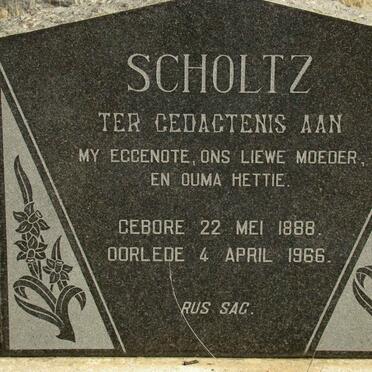 SCHOLTZ
TER GEDAGTENIS AAN
MY EGGENOTE, ONS LIEWE MOEDER,
EN OUMA HETTIE.
GEBORE 22 MEI 1888.
OORLEDE 4 APRIL 1966.
RUS SAG.